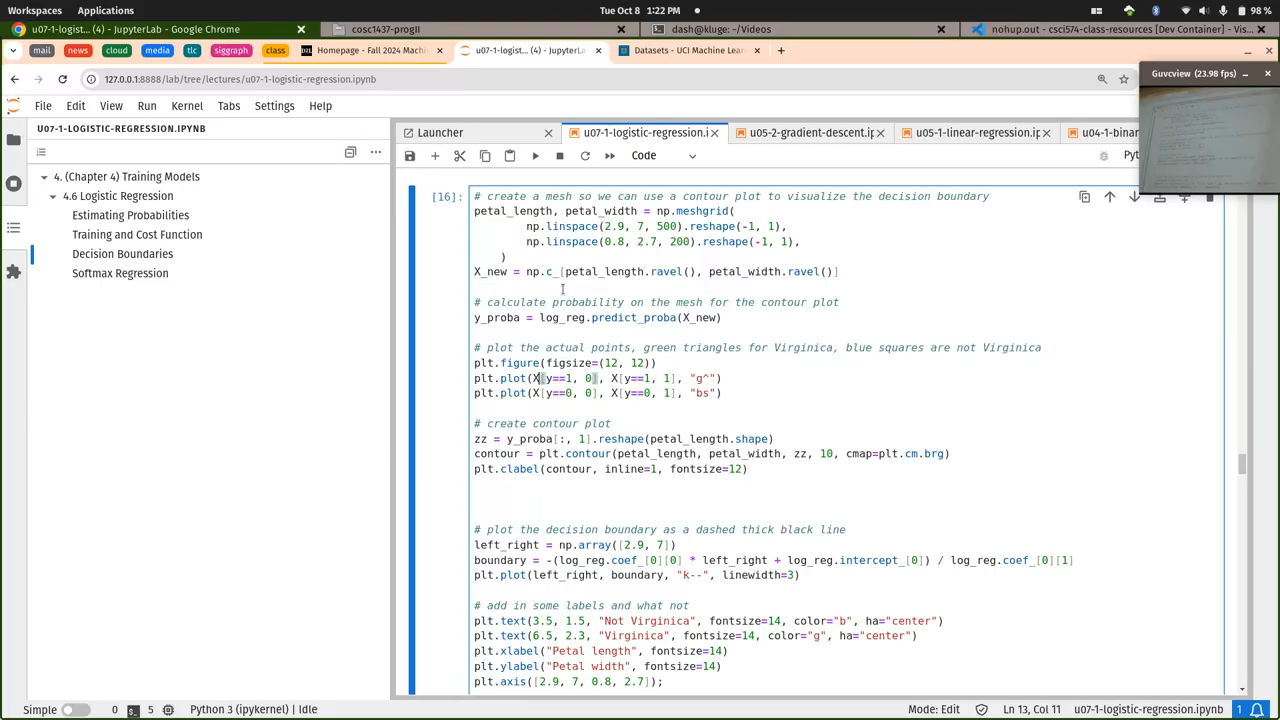 Workspaces
Applications
Tue Oct 8 1:22 PM
98 %
u07-1-logist... (4) - JupyterLab - Google Chrome
cosc1437-progII
dash@kluge:~/Videos
nohup.out - csci574-class-resources [Dev Container] - Vis...
mail
news
cloud
media
tlc
siggraph
class
Homepage - Fall 2024 Machin
u07-1-logist... (4) - JupyterL
Datasets - UCI Machine Lear
127.0.0.1:8888/lab/tree/lectures/u07-1-logistic-regression.ipynb
Guvcview (23.98 fps)
File
Edit
View
Run
Kernel
Tabs
Settings
Help
U07-1-LOGISTIC-REGRESSION.IPYNB
4. (Chapter 4) Training Models
4.6 Logistic Regression
Estimating Probabilities
Training and Cost Function
Decision Boundaries
Softmax Regression
Launcher
u07-1-logistic-regression.i
u05-2-gradient-descent.ip
u05-1-linear-regression.ip
u04-1-binar
Code
Pyt
[16]:
# create a mesh so we can use a contour plot to visualize the decision boundary
petal_length, petal_width = np.meshgrid(
np.linspace(2.9, 7, 500).reshape(-1, 1),
np.linspace(0.8, 2.7, 200).reshape(-1, 1),
)
X_new = np.c_[petal_length.ravel(), petal_width.ravel()]
# calculate probability on the mesh for the contour plot
y_proba = log_reg.predict_proba(X_new)
# plot the actual points, green triangles for Virginica, blue squares are not Virginica
plt.figure(figsize=(12, 12))
plt.plot(X[y==1, 0], X[y==1, 1], "g^")
plt.plot(X[y==0, 0], X[y==0, 1], "bs")
# create contour plot
zz = y_proba[:, 1].reshape(petal_length.shape)
contour = plt.contour(petal_length, petal_width, zz, 10, cmap=plt.cm.brg)
plt.clabel(contour, inline=1, fontsize=12)
# plot the decision boundary as a dashed thick black line
left_right = np.array([2.9, 7])
boundary = -(log_reg.coef_[0][0] * left_right + log_reg.intercept_[0]) / log_reg.coef_[0][1]
plt.plot(left_right, boundary, "k--", linewidth=3)
# add in some labels and what not
plt.text(3.5, 1.5, "Not Virginica", fontsize=14, color="b", ha="center")
plt.text(6.5, 2.3, "Virginica", fontsize=14, color="g", ha="center")
plt.xlabel("Petal length", fontsize=14)
plt.ylabel("Petal width", fontsize=14)
plt.axis([2.9, 7, 0.8, 2.7]);
Simple
0
5
Python 3 (ipykernel) | Idle
Mode: Edit
Ln 13, Col 11
u07-1-logistic-regression.ipynb
1